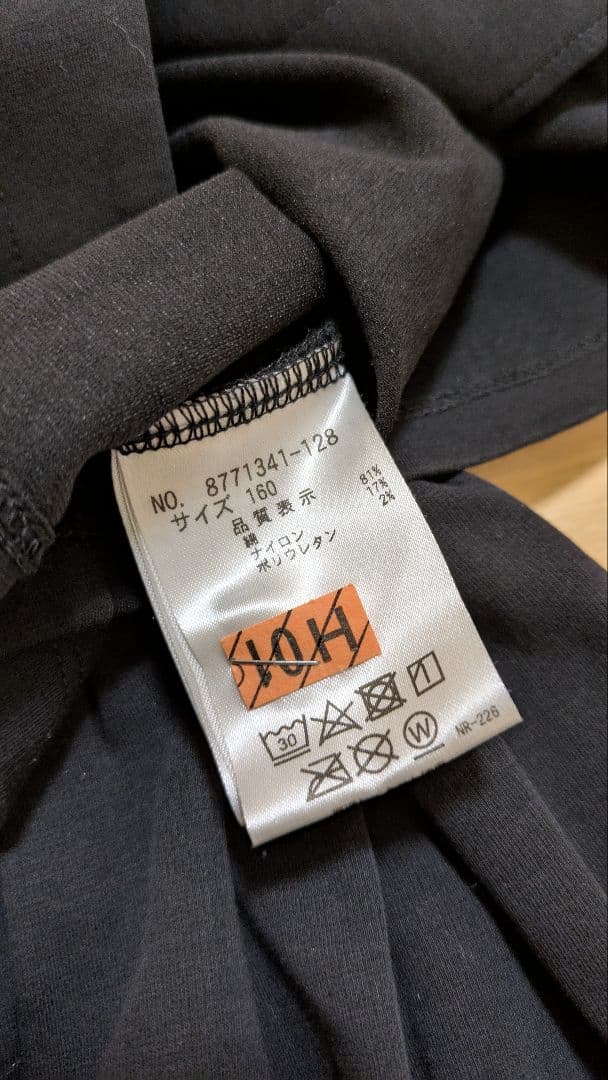 NO. 8771341-128
サイズ 160
品質表示
綿 81%
ナイロン 17%
ポリウレタン 2%
10H
30
W
NR-226